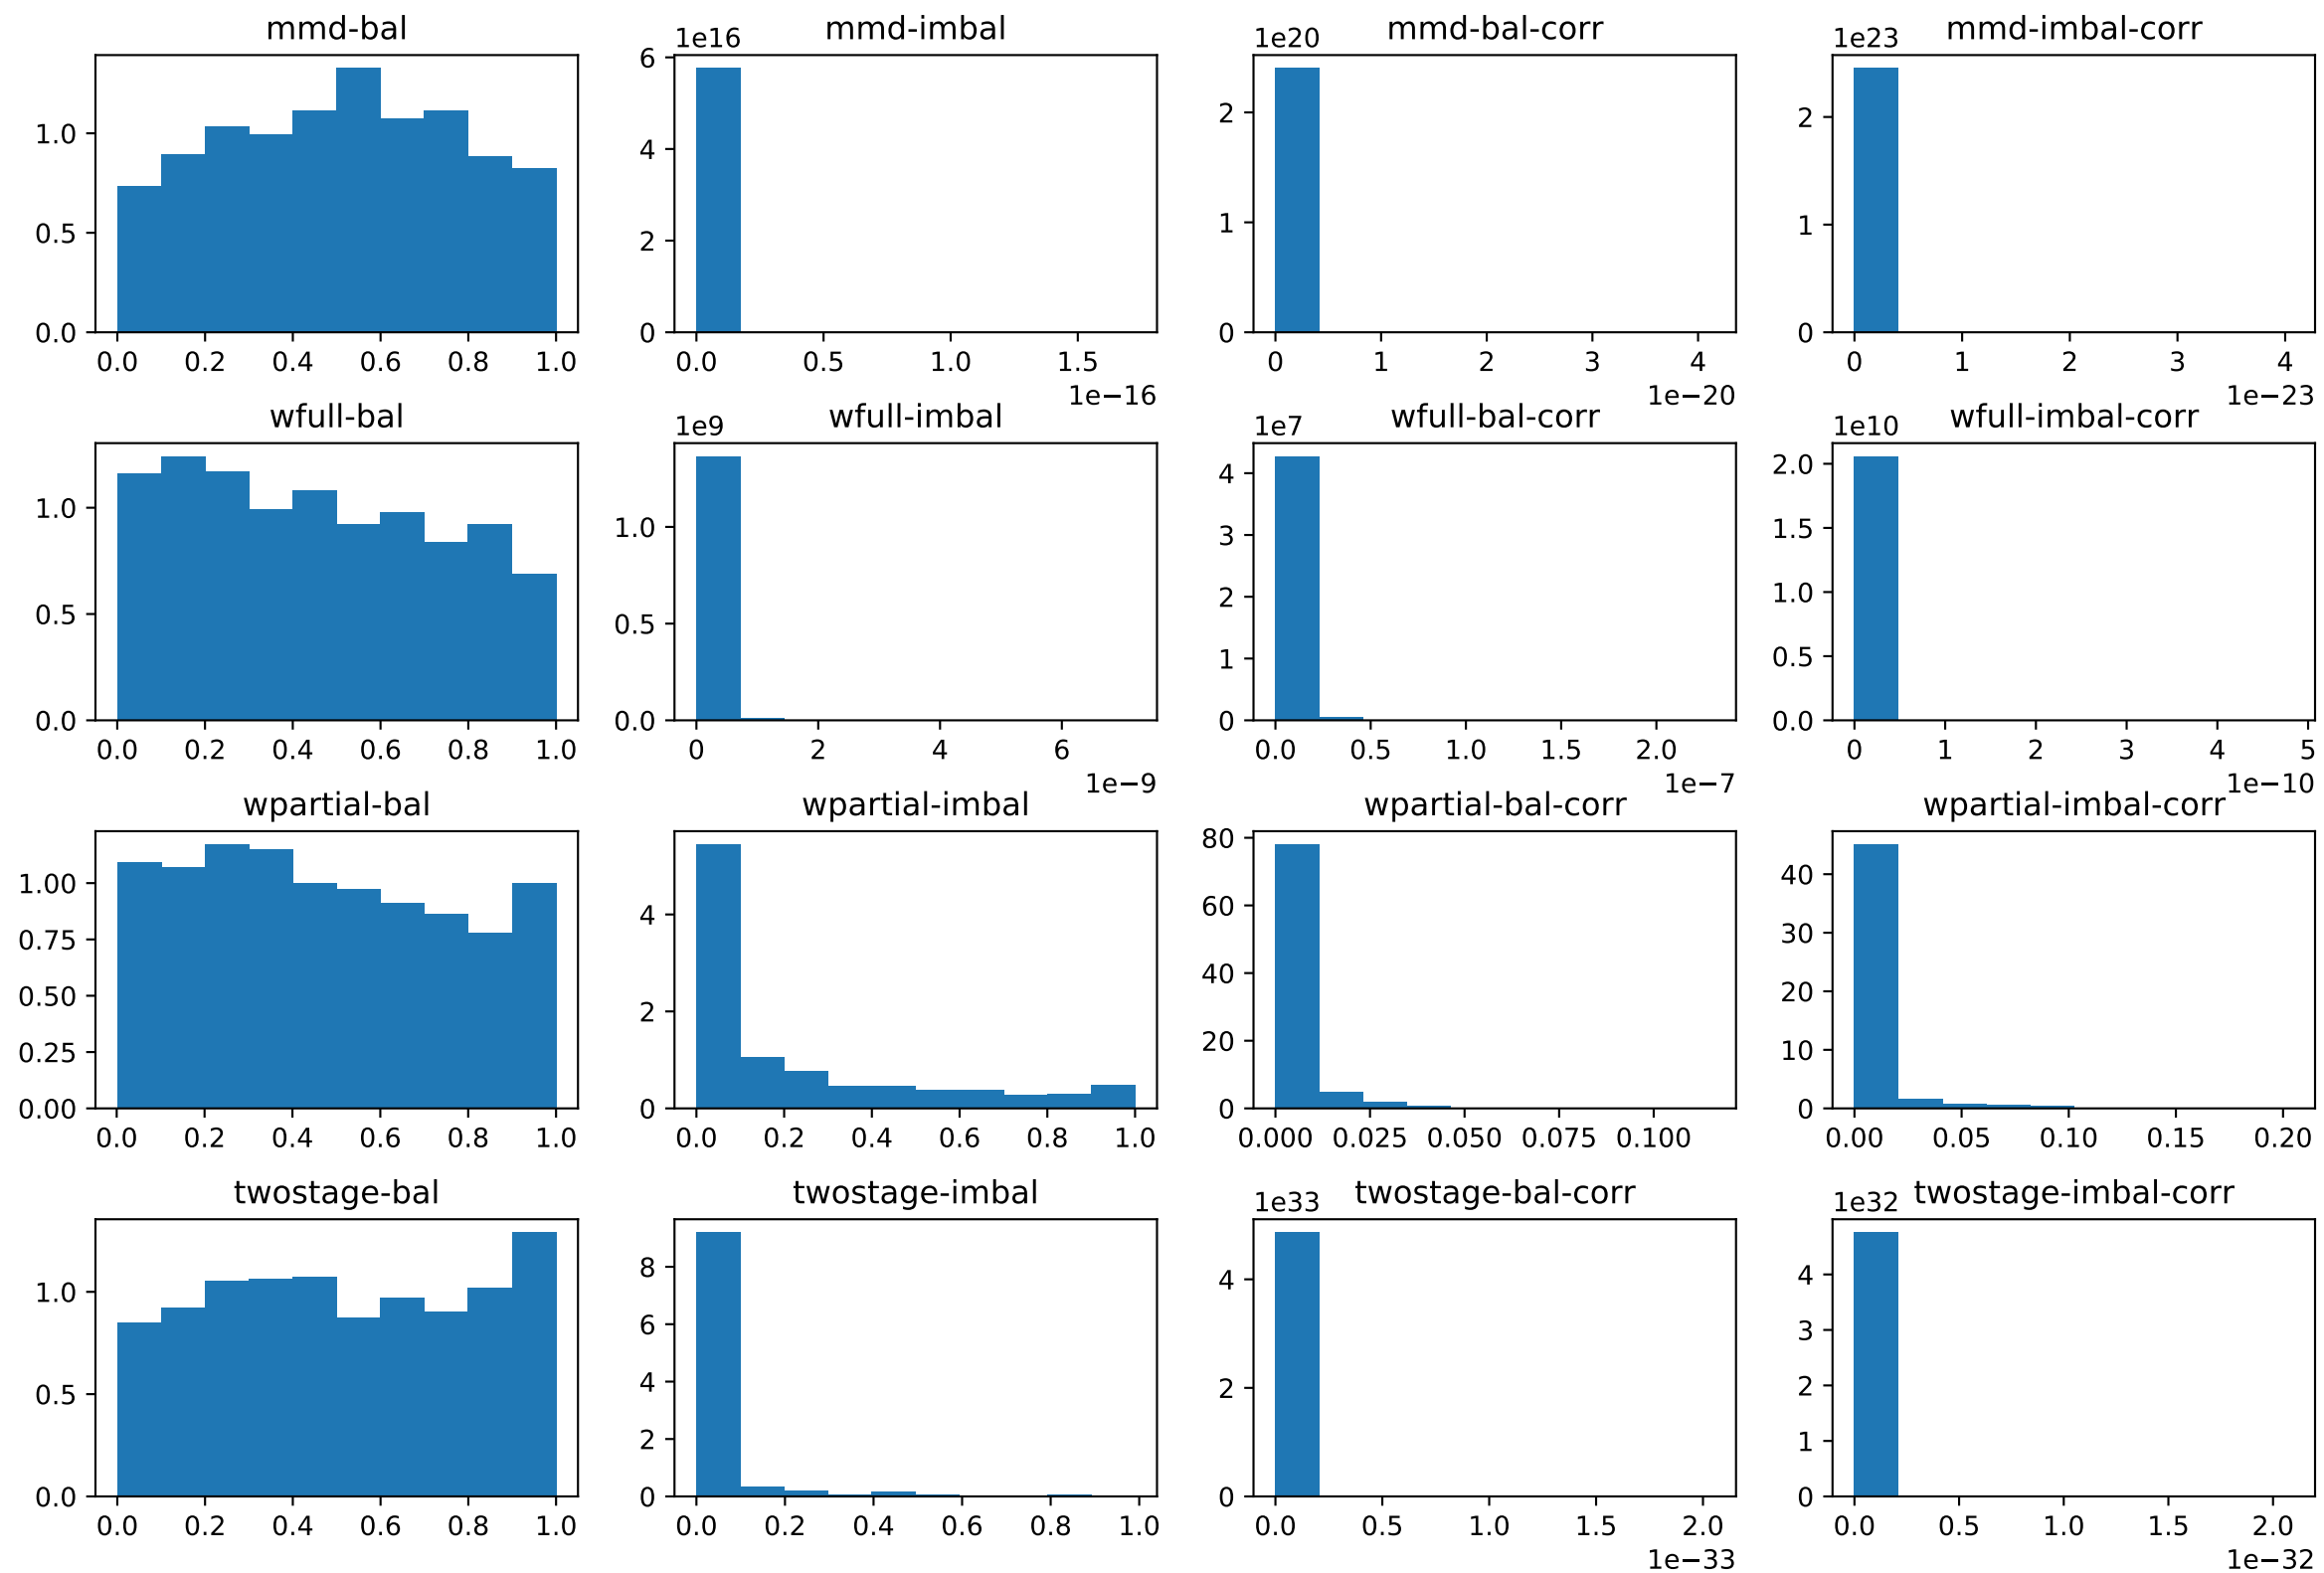 mmd-bal
0.0
0.5
1.0
0.0 0.2 0.4 0.6 0.8 1.0
mmd-imbal
1e16
0
2
4
6
0.0 0.5 1.0 1.5
1e−16
mmd-bal-corr
1e20
0
1
2
0 1 2 3 4
1e−20
mmd-imbal-corr
1e23
0
1
2
0 1 2 3 4
1e−23
wfull-bal
0.0
0.5
1.0
0.0 0.2 0.4 0.6 0.8 1.0
wfull-imbal
1e9
0.0
0.5
1.0
0 2 4 6
1e−9
wfull-bal-corr
1e7
0
1
2
3
4
0.0 0.5 1.0 1.5 2.0
1e−7
wfull-imbal-corr
1e10
0.0
0.5
1.0
1.5
2.0
0 1 2 3 4 5
1e−10
wpartial-bal
0.00
0.25
0.50
0.75
1.00
0.0 0.2 0.4 0.6 0.8 1.0
wpartial-imbal
0
2
4
0.0 0.2 0.4 0.6 0.8 1.0
wpartial-bal-corr
0
20
40
60
80
0.000 0.025 0.050 0.075 0.100
wpartial-imbal-corr
0
10
20
30
40
0.00 0.05 0.10 0.15 0.20
twostage-bal
0.0
0.5
1.0
0.0 0.2 0.4 0.6 0.8 1.0
twostage-imbal
0
2
4
6
8
0.0 0.2 0.4 0.6 0.8 1.0
twostage-bal-corr
1e33
0
2
4
0.0 0.5 1.0 1.5 2.0
1e−33
twostage-imbal-corr
1e32
0
1
2
3
4
0.0 0.5 1.0 1.5 2.0
1e−32